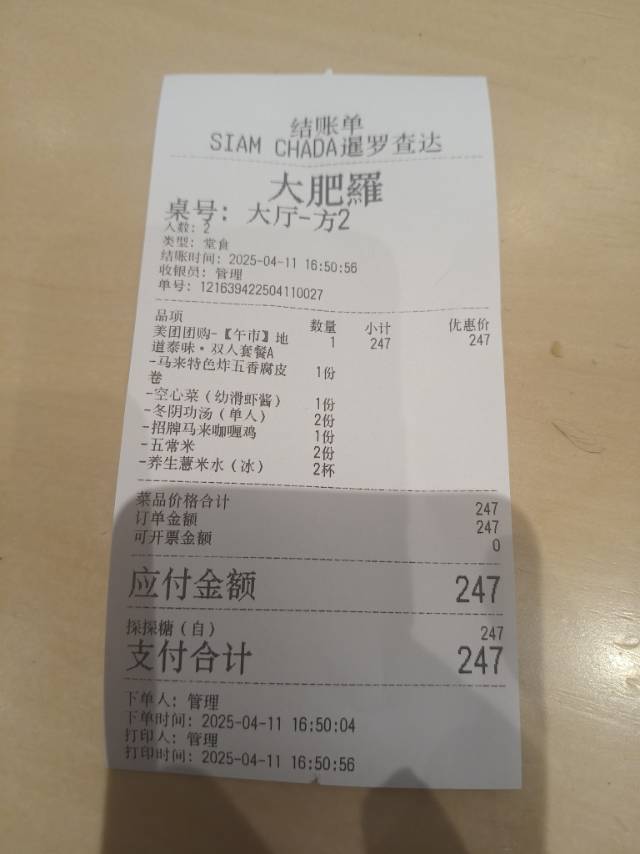 结账单
SIAM CHADA暹罗查达
大肥羅
桌号: 大厅-方2
人数: 2
类型: 堂食
结账时间: 2025-04-11 16:50:56
收银员: 管理
单号: 121639422504110027
品项 数量 小计 优惠价
美团团购-【午市】地 1 247 247
道泰味·双人套餐A
-马来特色炸五香腐皮 1份
卷
-空心菜（幼滑虾酱） 1份
-冬阴功汤（单人） 2份
-招牌马来咖喱鸡 1份
-五常米 2份
-养生薏米水（冰） 2杯
菜品价格合计 247
订单金额 247
可开票金额 0
应付金额 247
探探糖（自） 247
支付合计 247
下单人: 管理
下单时间: 2025-04-11 16:50:04
打印人: 管理
打印时间: 2025-04-11 16:50:56